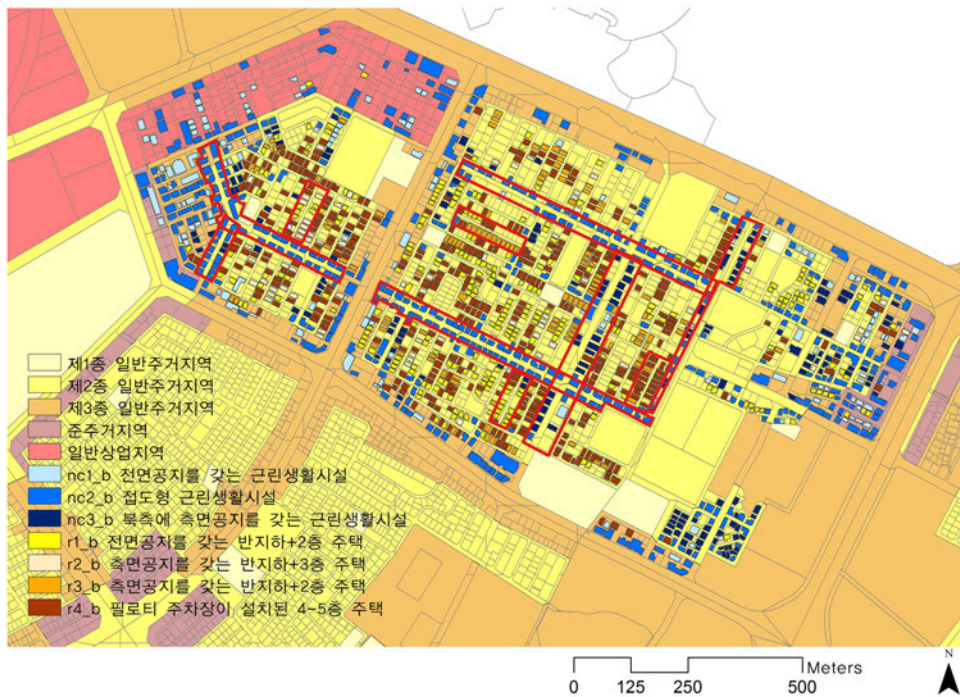 제1종 일반주거지역
제2종 일반주거지역
제3종 일반주거지역
준주거지역
일반상업지역
nc1_b 전면공지를 갖는 근린생활시설
nc2_b 접도형 근린생활시설
nc3_b 북측에 측면공지를 갖는 근린생활시설
r1_b 전면공지를 갖는 반지하+2층 주택
r2_b 측면공지를 갖는 반지하+3층 주택
r3_b 측면공지를 갖는 반지하+2층 주택
r4_b 필로티 주차장이 설치된 4-5층 주택
Meters
0 125 250 500
N